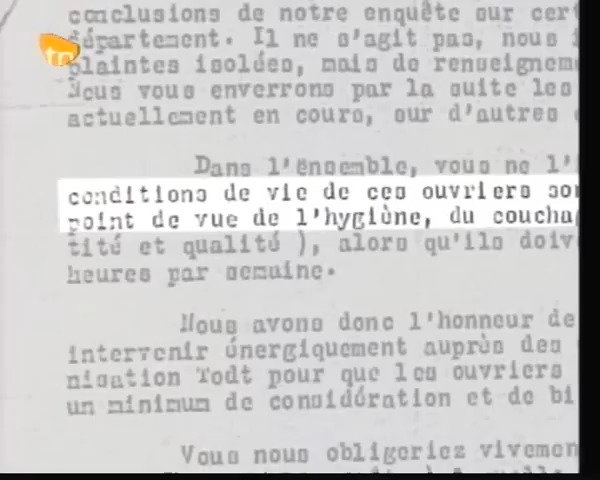 conclusions de notre enquête sur cer
département. Il ne s'agit pas, nous
plaintes isolées, mais de renseignem
Nous vous enverrons par la suite les
actuellement en cours, sur d'autres
Dans l'ensemble, vous ne l'
conditions de vie de ces ouvriers so
point de vue de l'hygiène, du coucha
tité et qualité ), alors qu'ils doiv
heures par semaine.
Nous avons donc l'honneur de
intervenir énergiquement auprès des
nisation Todt pour que les ouvriers
un minimum de considération et de bi
Vous nous obligeriez vivemen